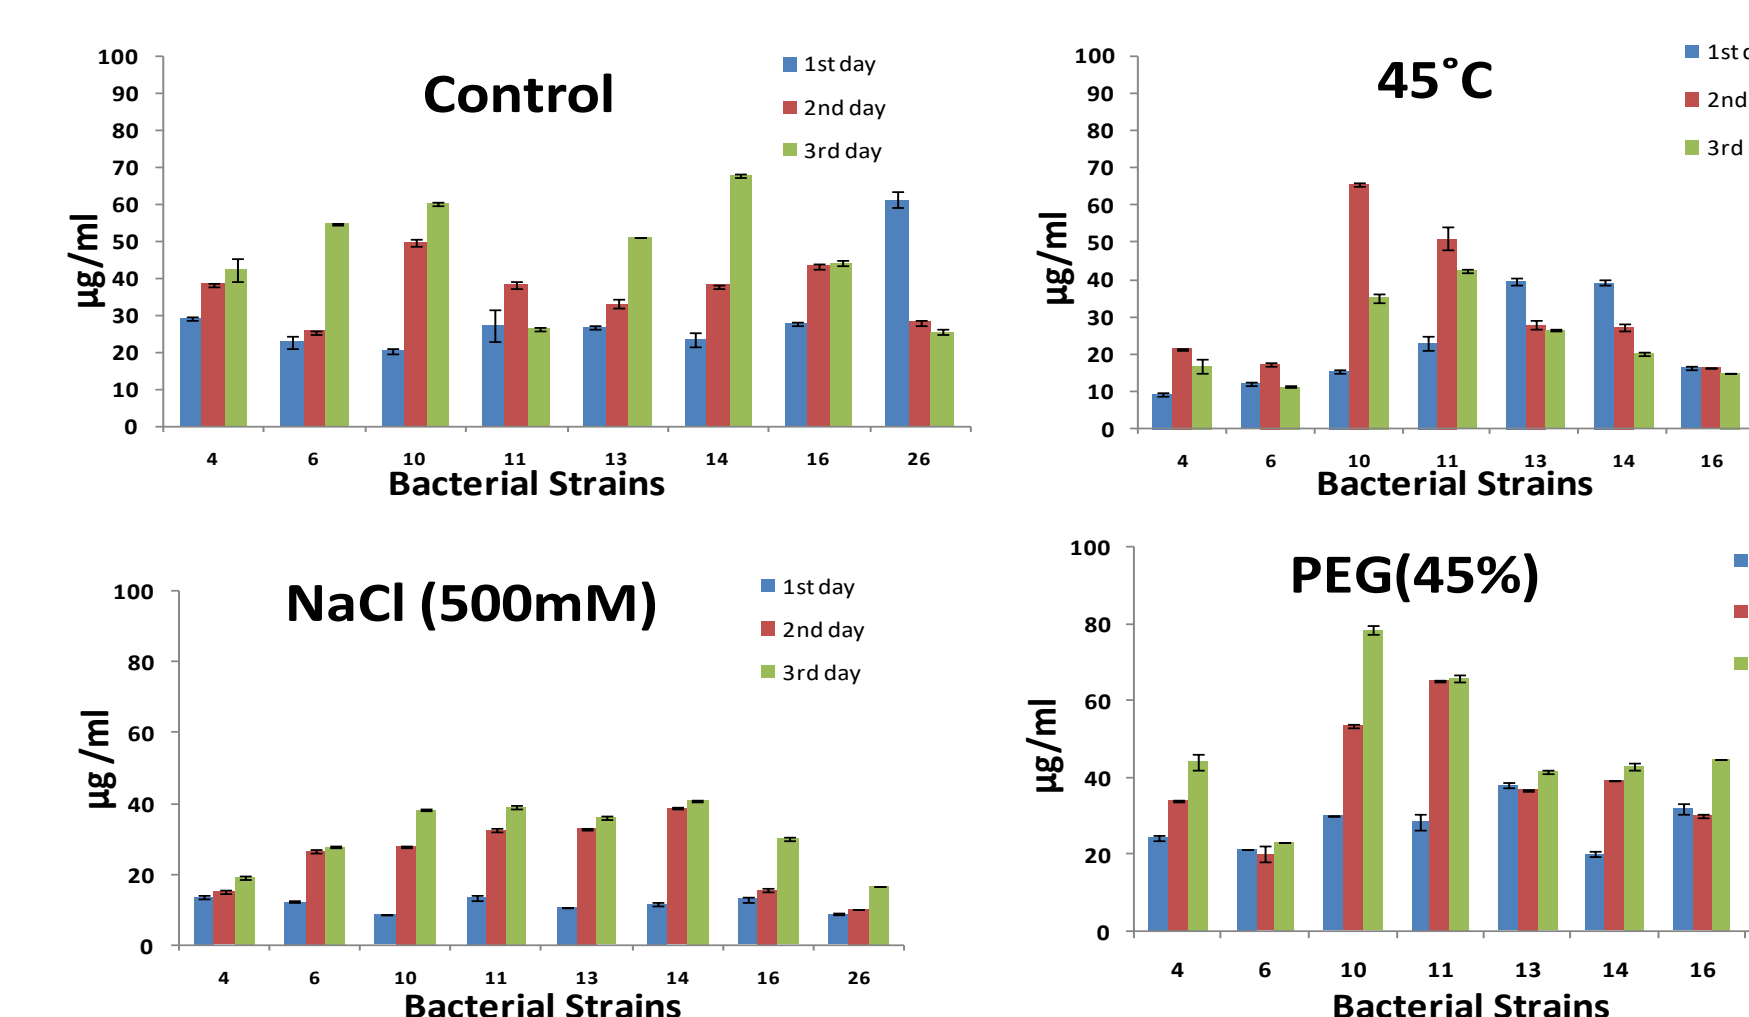 Control
1st day
2nd day
3rd day
100
90
80
70
60
50
40
30
20
10
0
µg/ml
4 6 10 11 13 14 16 26
Bacterial Strains
45˚C
1st d
2nd
3rd
100
90
80
70
60
50
40
30
20
10
0
µg/ml
4 6 10 11 13 14 16
Bacterial Strains
NaCl (500mM)
1st day
2nd day
3rd day
100
80
60
40
20
0
µg /ml
4 6 10 11 13 14 16 26
Bacterial Strains
PEG(45%)
100
80
60
40
20
0
µg/ml
4 6 10 11 13 14 16
Bacterial Strains